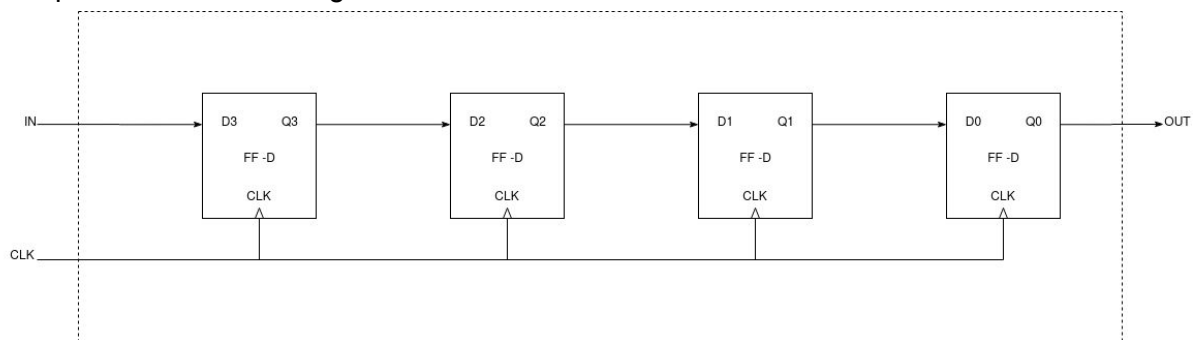 IN
D3 Q3
D2 Q2
D1 Q1
D0 Q0
OUT
FF -D
FF -D
FF -D
FF -D
CLK
CLK
CLK
CLK
CLK